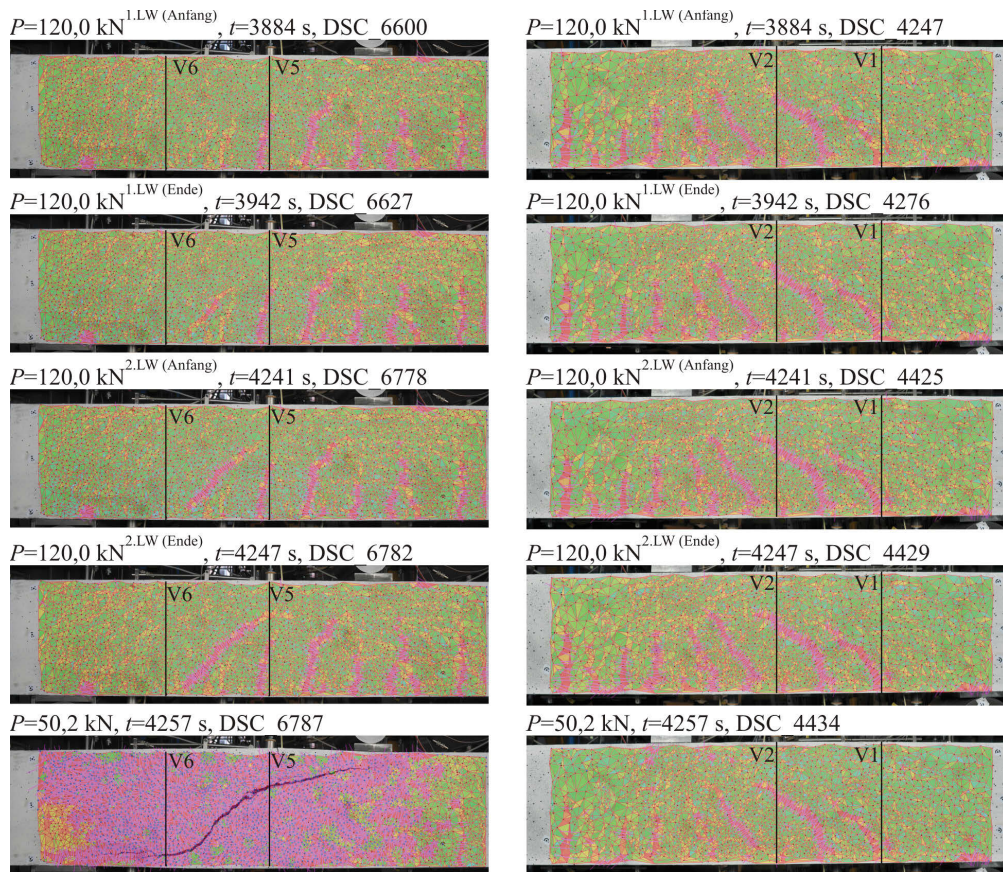 P=120,0 kN1.LW (Anfang), t=3884 s, DSC_6600
V6 V5
P=120,0 kN1.LW (Ende), t=3942 s, DSC_6627
V6 V5
P=120,0 kN2.LW (Anfang), t=4241 s, DSC_6778
V6 V5
P=120,0 kN2.LW (Ende), t=4247 s, DSC_6782
V6 V5
P=50,2 kN, t=4257 s, DSC_6787
V6 V5
P=120,0 kN1.LW (Anfang), t=3884 s, DSC_4247
V2 V1
P=120,0 kN1.LW (Ende), t=3942 s, DSC_4276
V2 V1
P=120,0 kN2.LW (Anfang), t=4241 s, DSC_4425
V2 V1
P=120,0 kN2.LW (Ende), t=4247 s, DSC_4429
V2 V1
P=50,2 kN, t=4257 s, DSC_4434
V2 V1